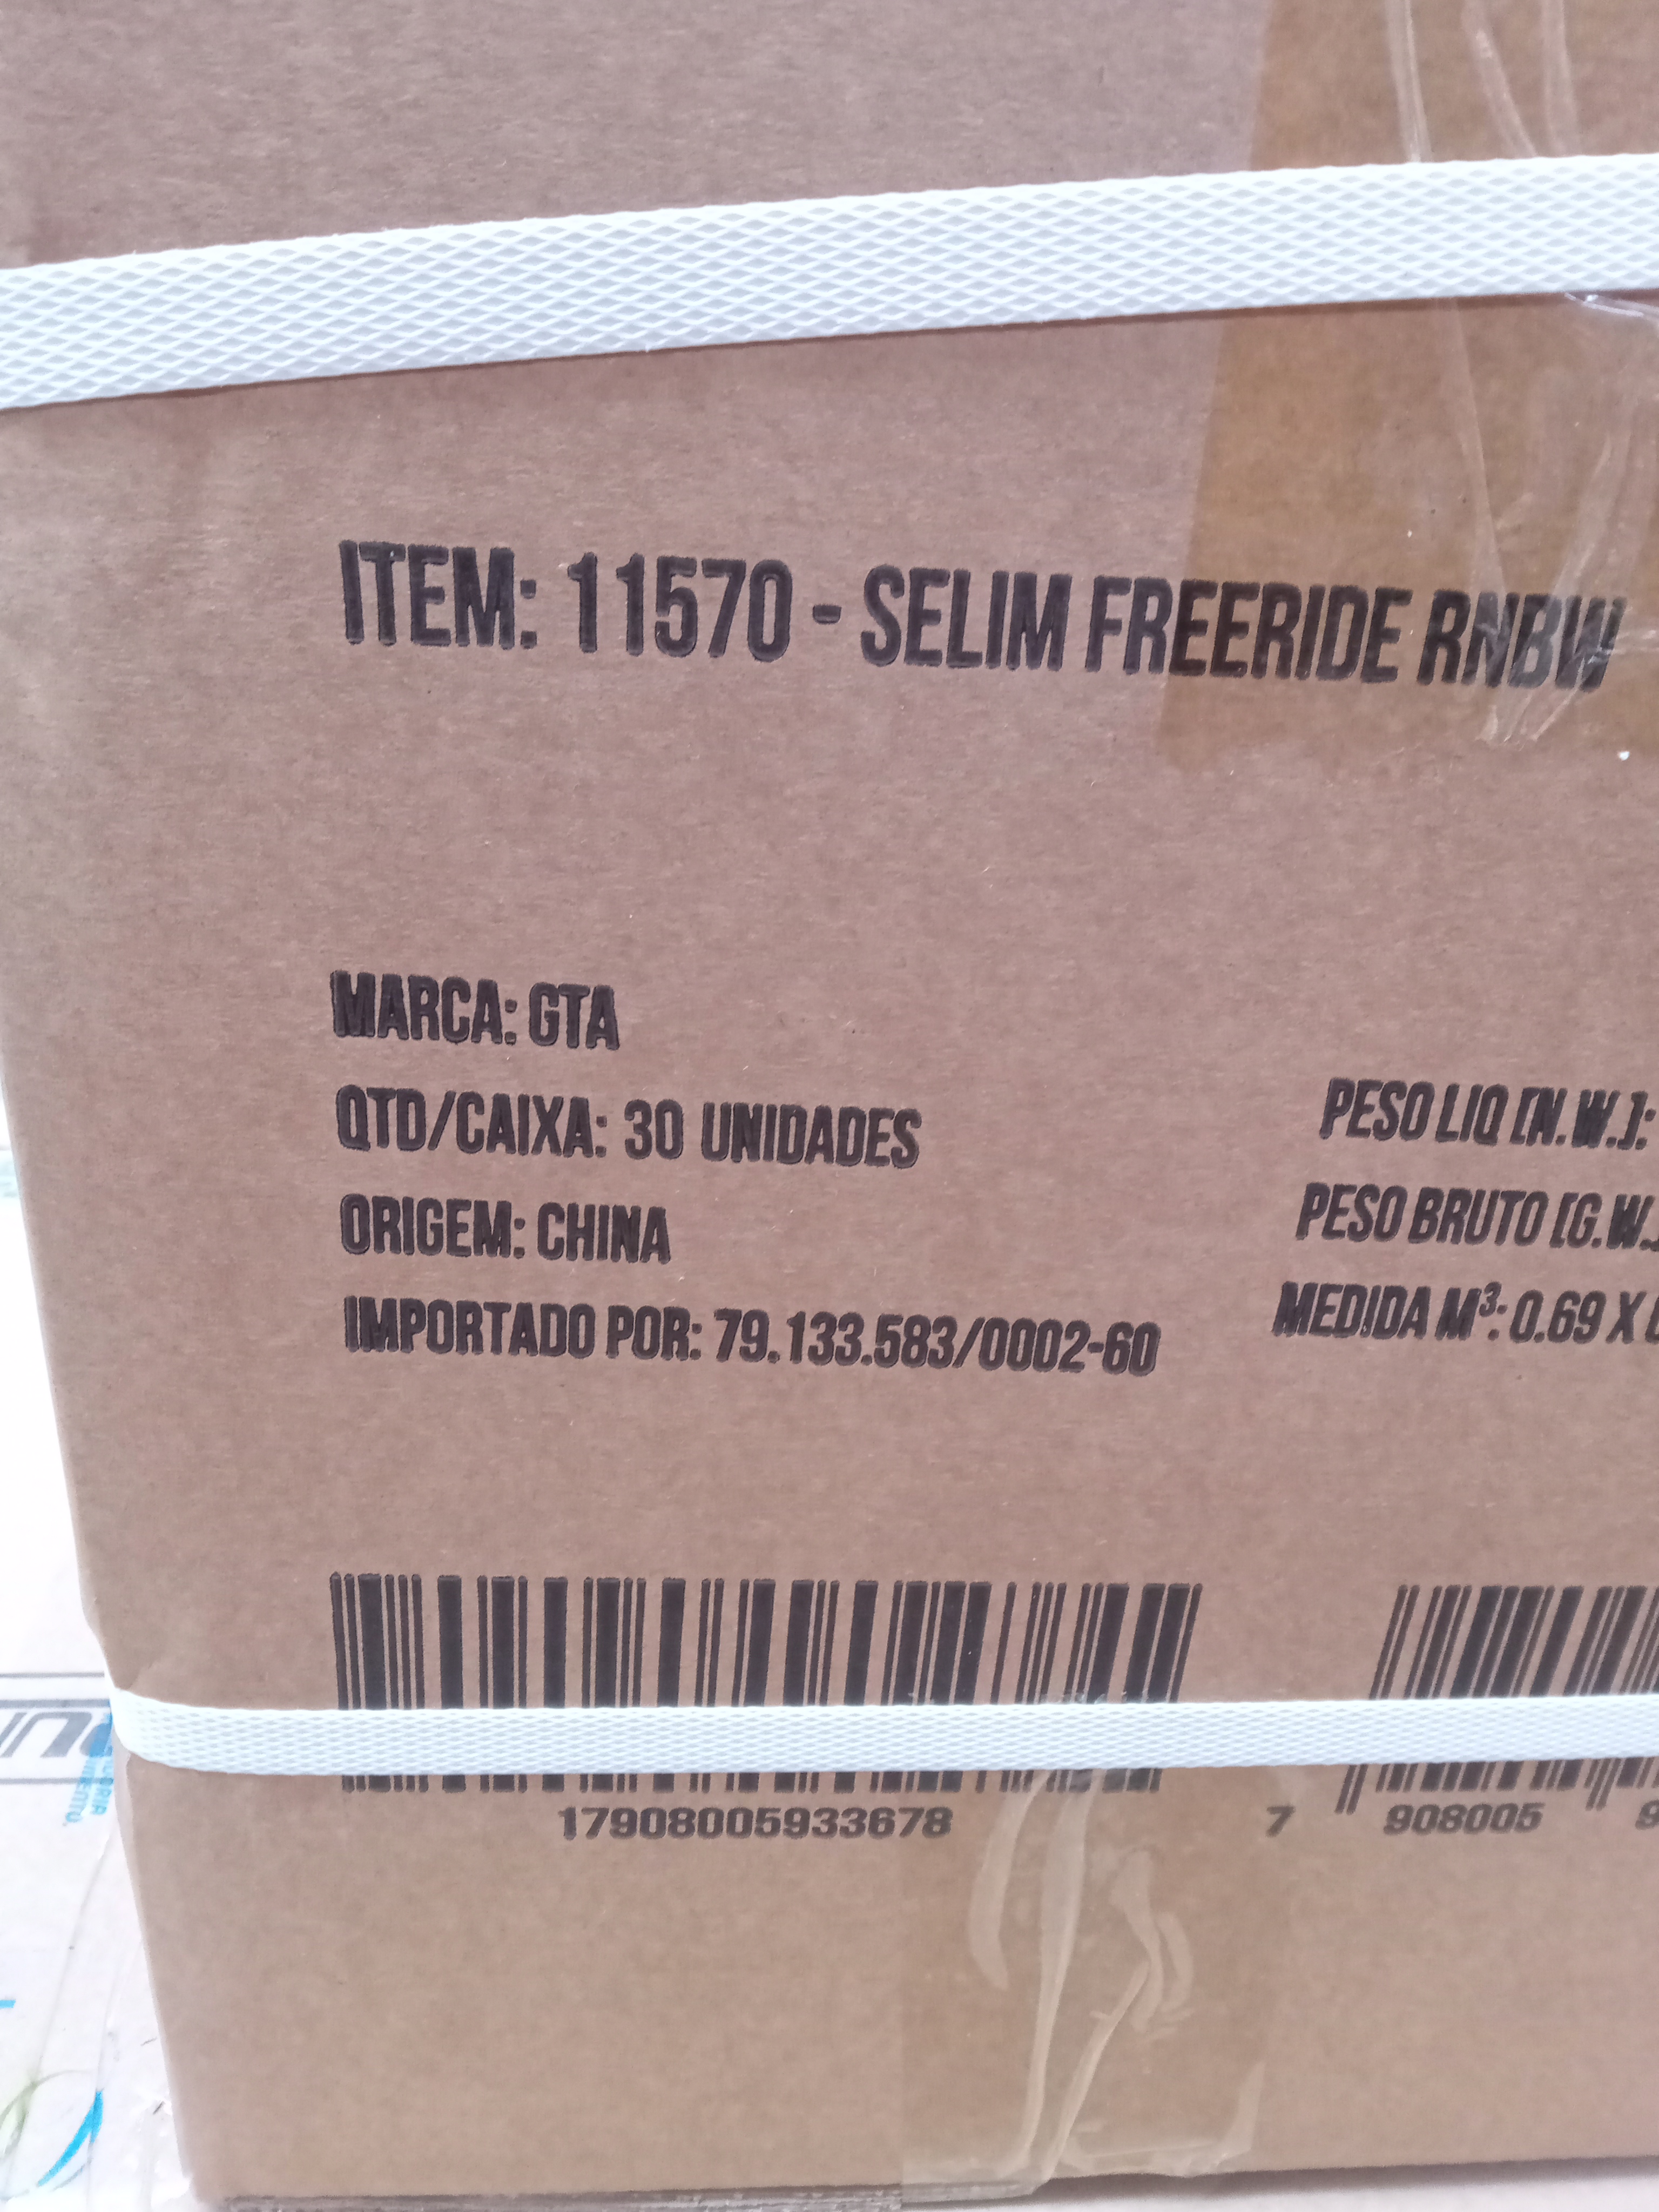 ITEM: 11570 - SELIM FREERIDE RNBW
MARCA: GTA
QTD/CAIXA: 30 UNIDADES
ORIGEM: CHINA
IMPORTADO POR: 79.133.583/0002-60
PESO LIQ [N.W.]:
PESO BRUTO [G.W.
MEDIDA M³: 0.69 X
17908005933678
7 908005 9